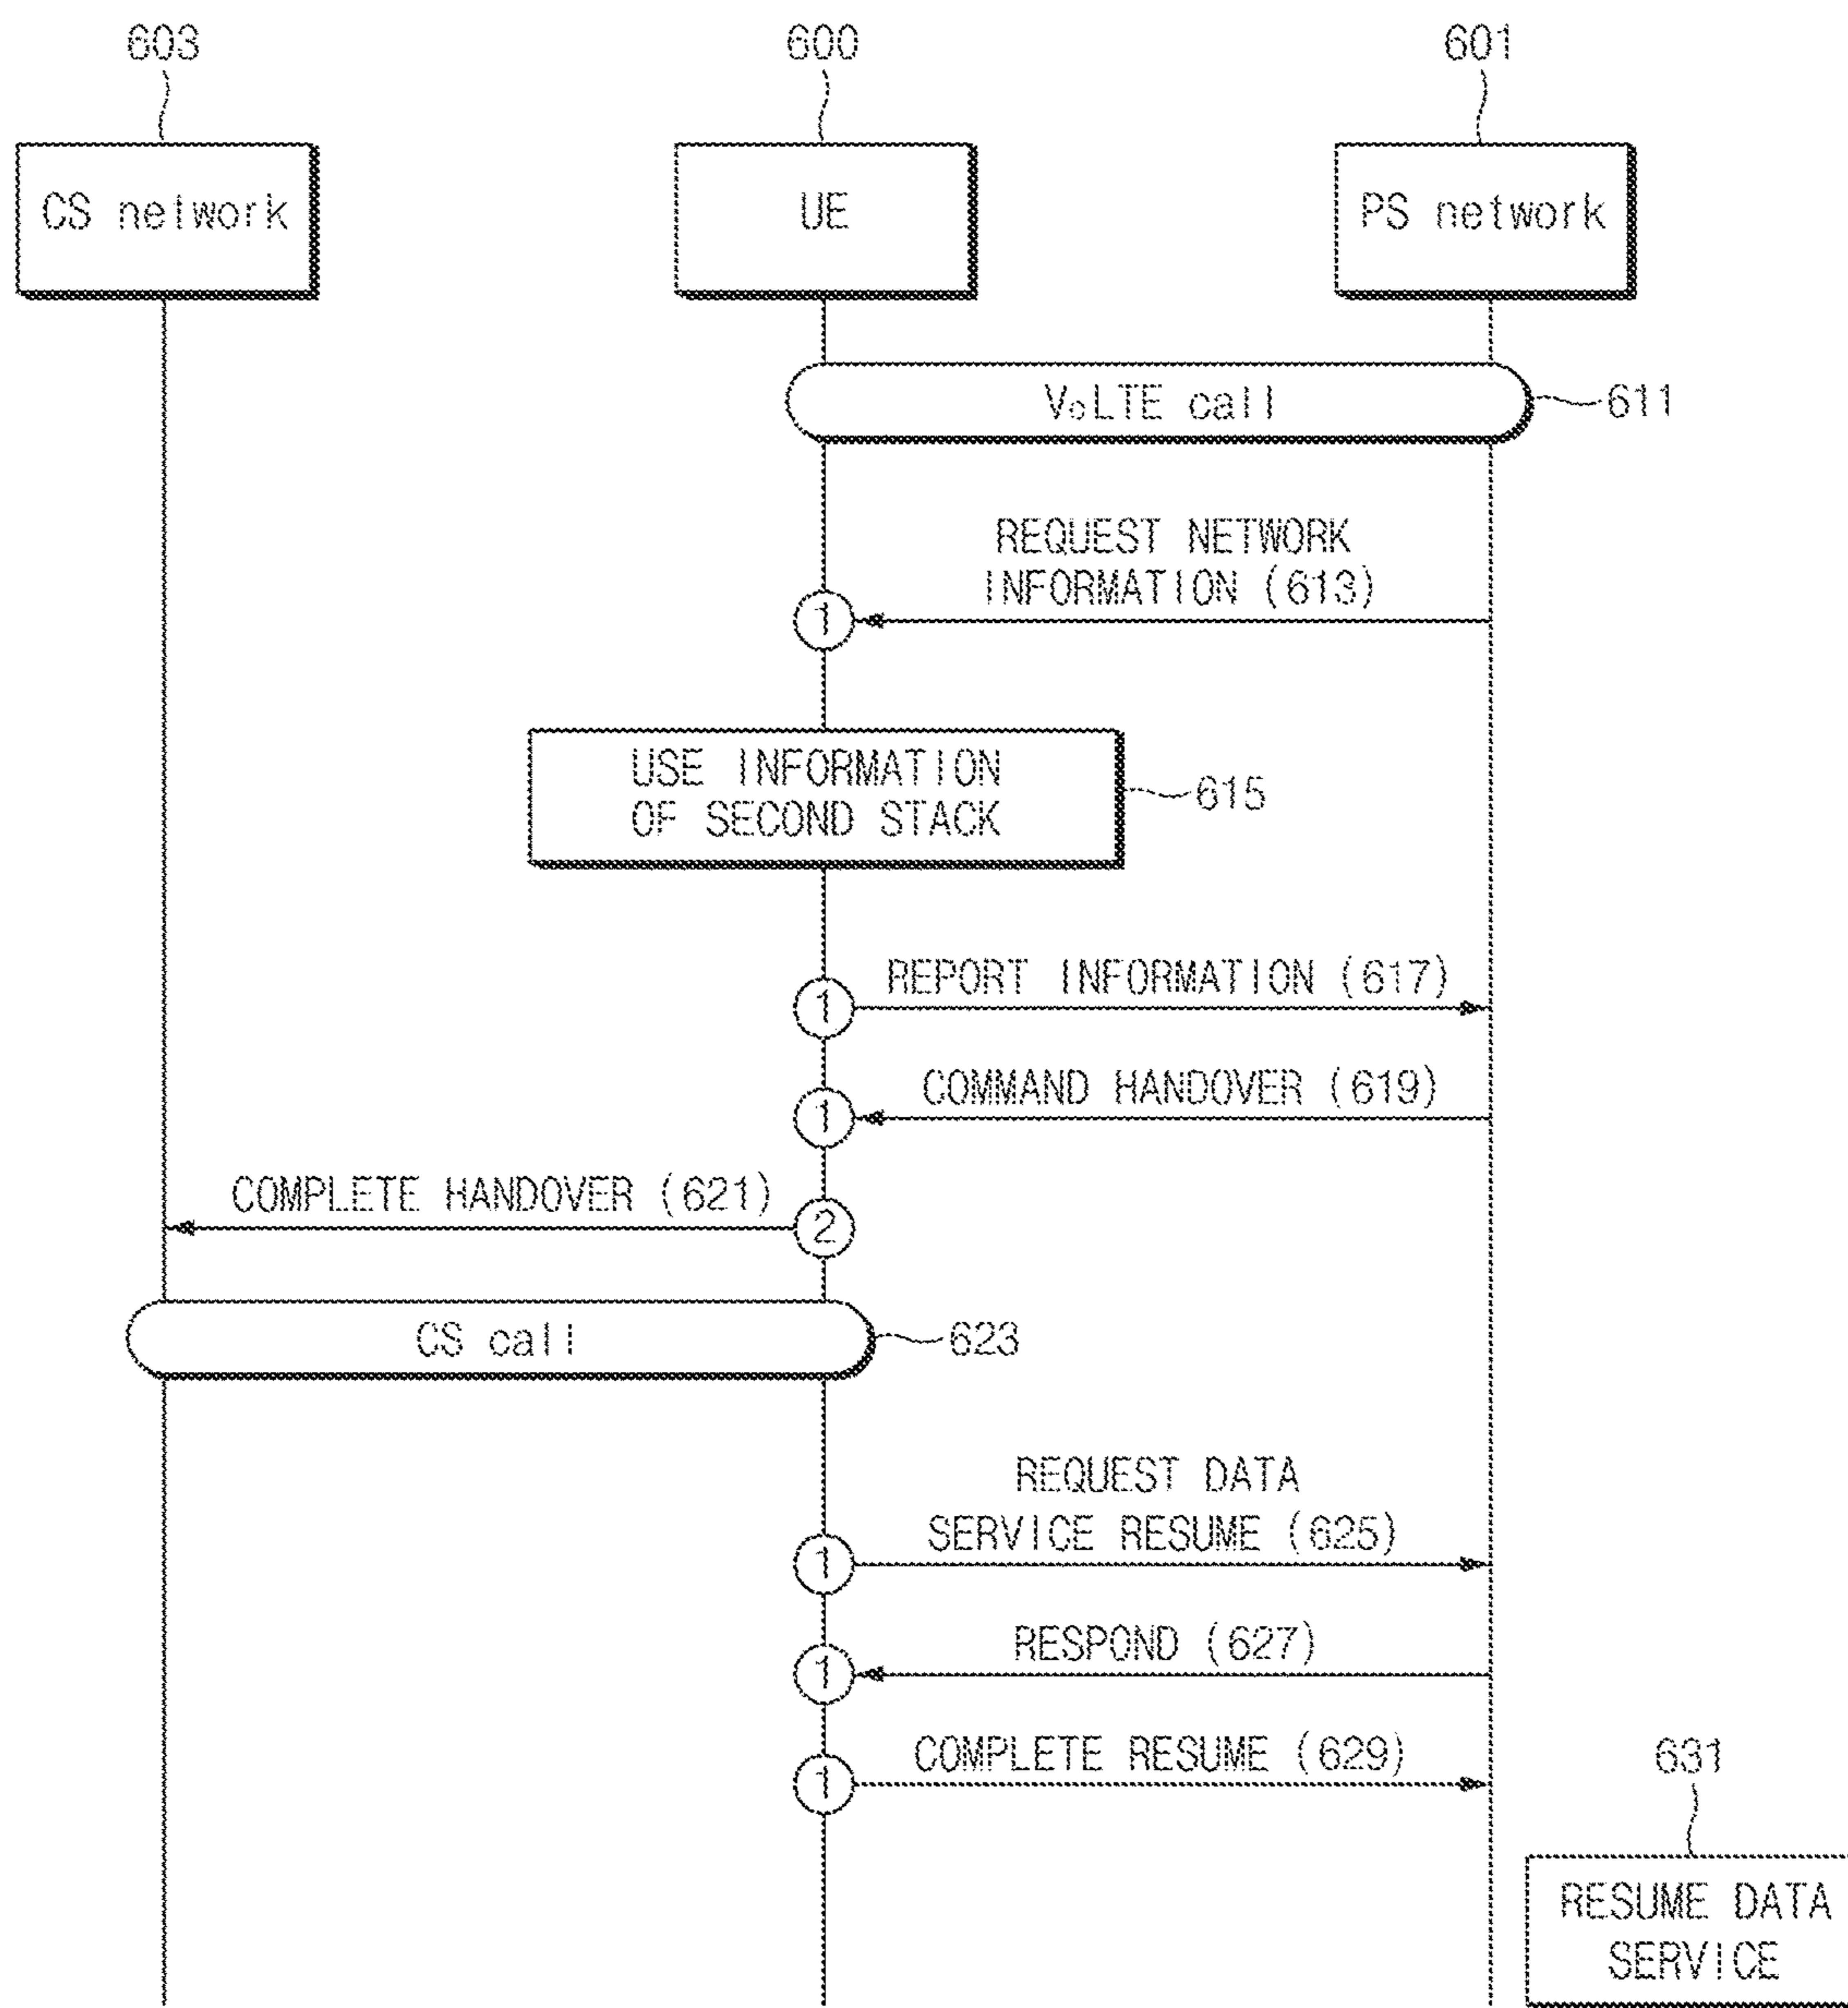 603
600
601
CS network
UE
PS network
VoLTE call
611
REQUEST NETWORK
INFORMATION (613)
1
USE INFORMATION
OF SECOND STACK
615
REPORT INFORMATION (617)
1
COMMAND HANDOVER (619)
1
COMPLETE HANDOVER (621)
2
CS call
623
REQUEST DATA
SERVICE RESUME (625)
1
RESPOND (627)
1
COMPLETE RESUME (629)
1
631
RESUME DATA
SERVICE